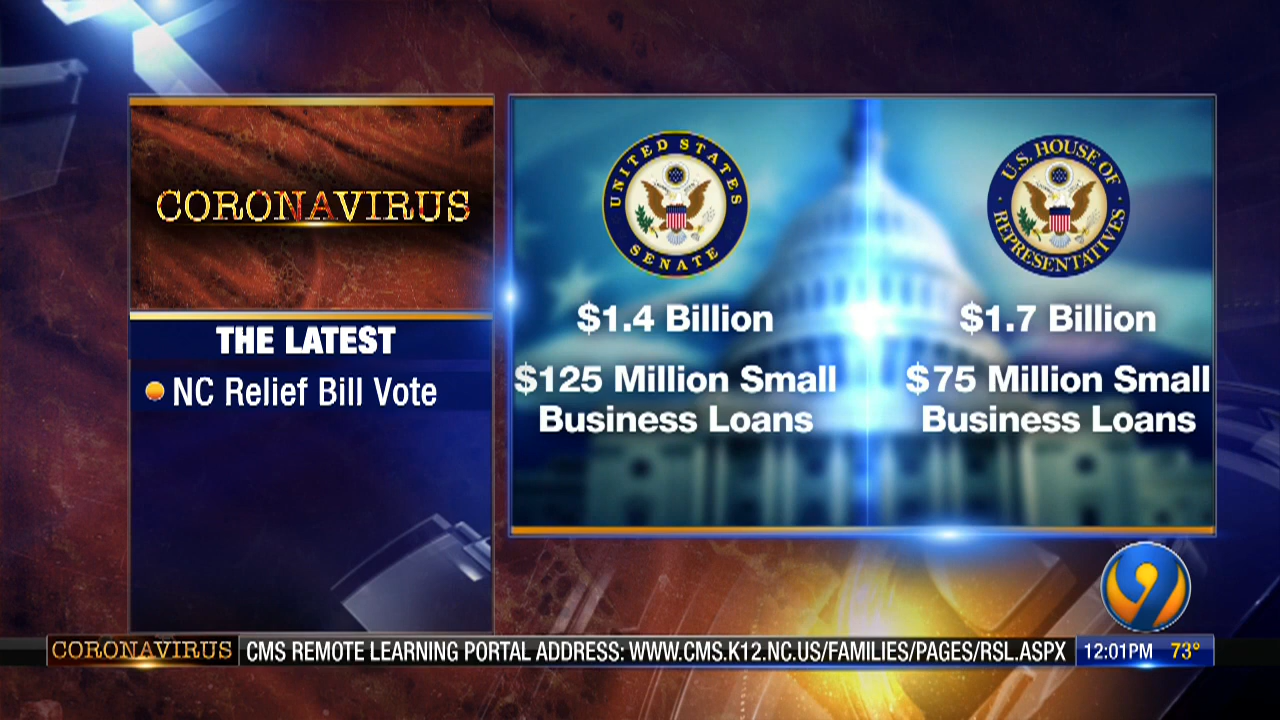 CORONAVIRUS
THE LATEST
NC Relief Bill Vote
UNITED STATES
SENATE
$1.4 Billion
$125 Million Small
Business Loans
U.S. HOUSE OF
REPRESENTATIVES
$1.7 Billion
$75 Million Small
Business Loans
9
CORONAVIRUS CMS REMOTE LEARNING PORTAL ADDRESS: WWW.CMS.K12.NC.US/FAMILIES/PAGES/RSL.ASPX 12:01PM 73°